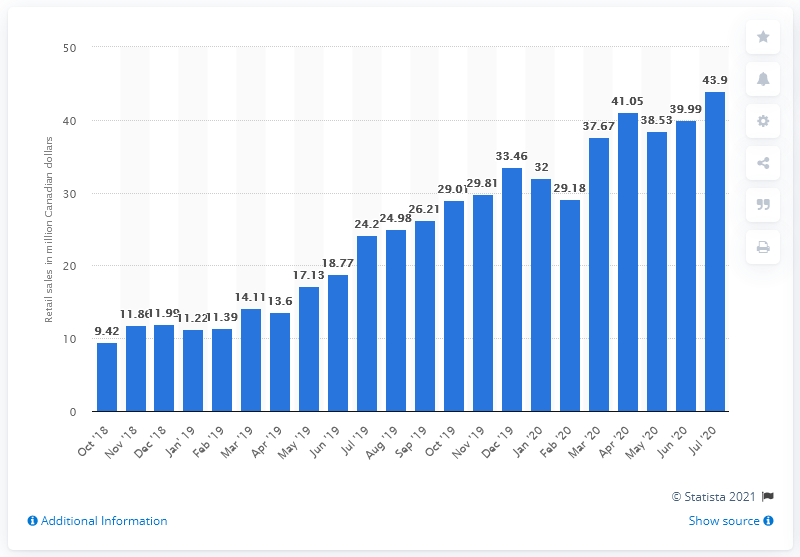 Retail sales in million Canadian dollars
50
40
30
20
10
0
9.42
11.86
11.99
11.22
11.39
14.11
13.6
17.13
18.77
24.2
24.98
26.21
29.01
29.81
33.46
32
29.18
37.67
41.05
38.53
39.99
43.9
Oct '18
Nov '18
Dec '18
Jan' 19
Feb '19
Mar '19
Apr '19
May '19
Jun '19
Jul '19
Aug '19
Sep '19
Oct '19
Nov '19
Dec '19
Jan '20
Feb '20
Mar '20
Apr '20
May '20
Jun '20
Jul '20
© Statista 2021
Additional Information
Show source